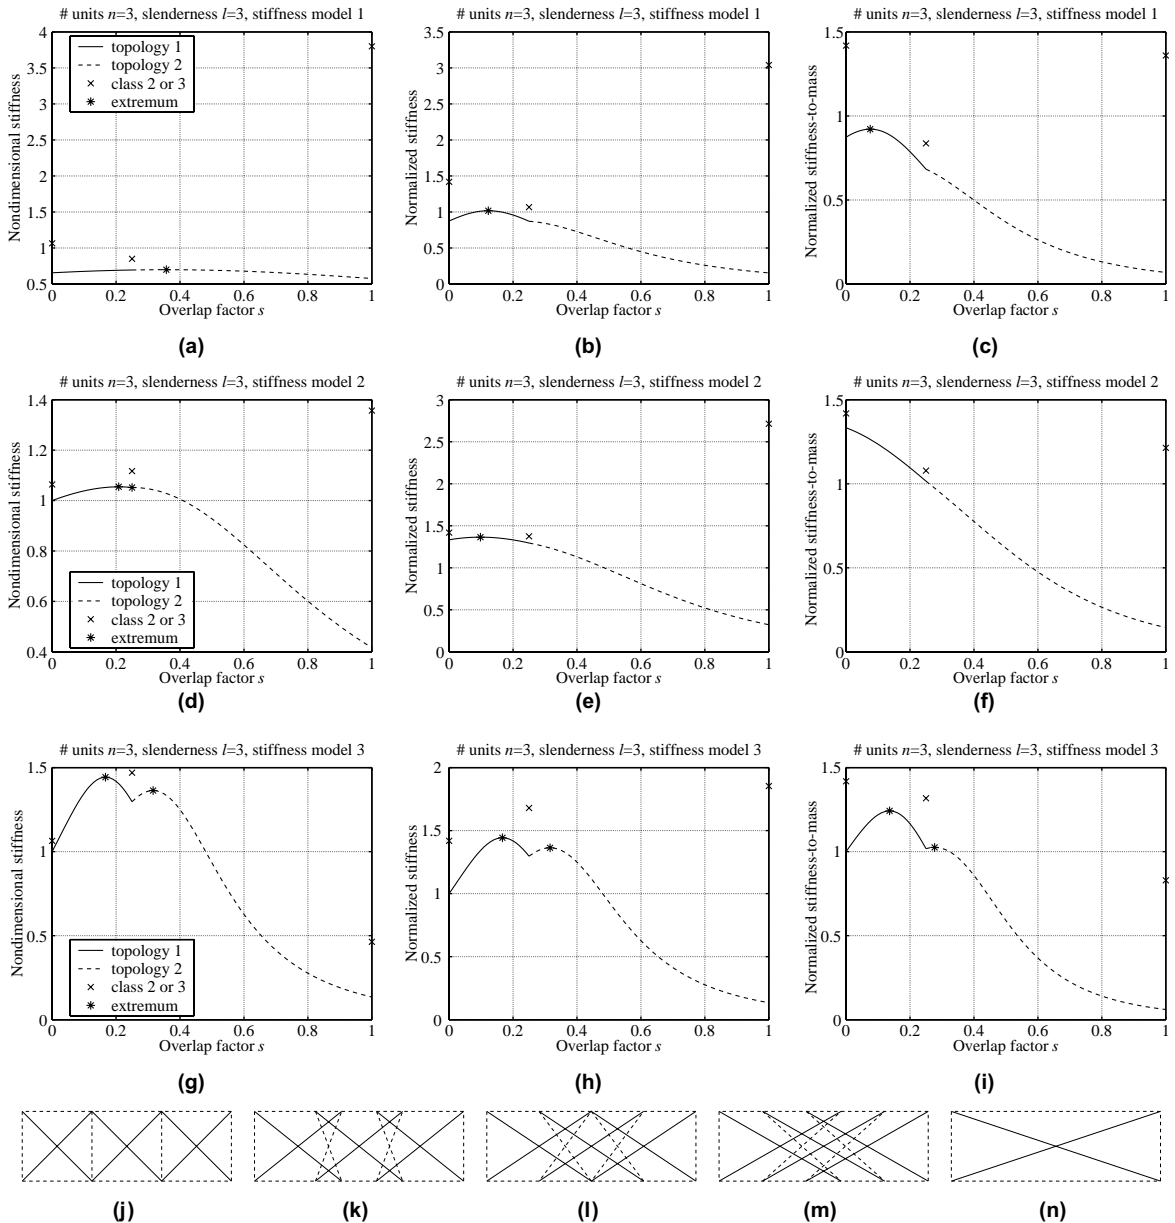 # units n=3, slenderness l=3, stiffness model 1
# units n=3, slenderness l=3, stiffness model 1
# units n=3, slenderness l=3, stiffness model 1
Nondimensional stiffness
4
3.5
3
2.5
2
1.5
1
0.5
topology 1
topology 2
class 2 or 3
extremum
0 0.2 0.4 0.6 0.8 1
Overlap factor s
(a)
Normalized stiffness
3.5
3
2.5
2
1.5
1
0.5
0
0 0.2 0.4 0.6 0.8 1
Overlap factor s
(b)
Normalized stiffness-to-mass
1.5
1
0.5
0
0 0.2 0.4 0.6 0.8 1
Overlap factor s
(c)
# units n=3, slenderness l=3, stiffness model 2
# units n=3, slenderness l=3, stiffness model 2
# units n=3, slenderness l=3, stiffness model 2
Nondimensional stiffness
1.4
1.2
1
0.8
0.6
0.4
topology 1
topology 2
class 2 or 3
extremum
0 0.2 0.4 0.6 0.8 1
Overlap factor s
(d)
Normalized stiffness
3
2.5
2
1.5
1
0.5
0
0 0.2 0.4 0.6 0.8 1
Overlap factor s
(e)
Normalized stiffness-to-mass
1.5
1
0.5
0
0 0.2 0.4 0.6 0.8 1
Overlap factor s
(f)
# units n=3, slenderness l=3, stiffness model 3
# units n=3, slenderness l=3, stiffness model 3
# units n=3, slenderness l=3, stiffness model 3
Nondimensional stiffness
1.5
1
0.5
0
topology 1
topology 2
class 2 or 3
extremum
0 0.2 0.4 0.6 0.8 1
Overlap factor s
(g)
Normalized stiffness
2
1.5
1
0.5
0
0 0.2 0.4 0.6 0.8 1
Overlap factor s
(h)
Normalized stiffness-to-mass
1.5
1
0.5
0
0 0.2 0.4 0.6 0.8 1
Overlap factor s
(i)
(j)
(k)
(l)
(m)
(n)